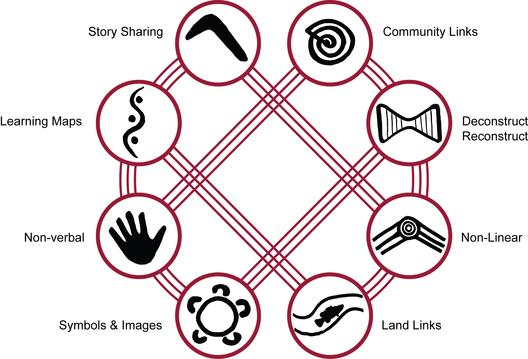 Story Sharing
Community Links
Learning Maps
Deconstruct
Reconstruct
Non-verbal
Non-Linear
Symbols & Images
Land Links